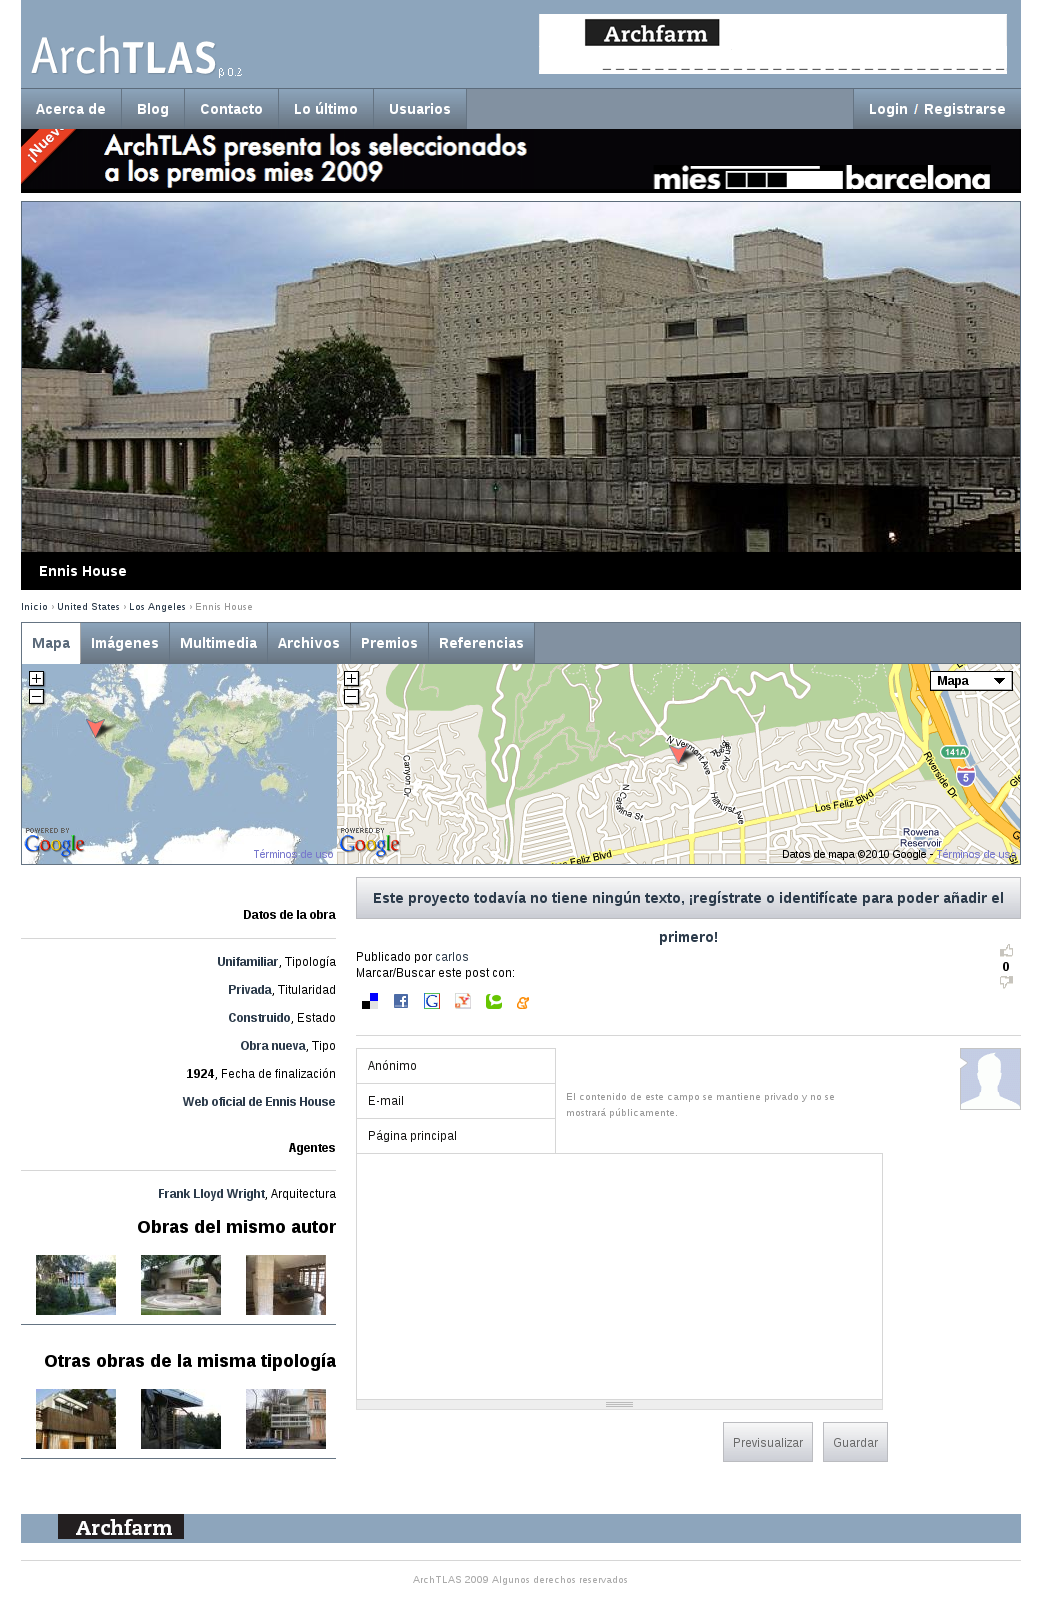 ArchTLAS β 0.2
Archfarm
Acerca de
Blog
Contacto
Lo último
Usuarios
Login / Registrarse
¡Nuevo
ArchTLAS presenta los seleccionados
a los premios mies 2009
mies barcelona
Ennis House
Inicio › United States › Los Angeles › Ennis House
Mapa
Imágenes
Multimedia
Archivos
Premios
Referencias
POWERED BY
Google
Términos de uso
Mapa
Canyon Dr
N Vermont Ave
Hillhurst Ave
N Catalina St
Los Feliz Blvd
Los Feliz Blvd
Riverside Dr
141A
5
Rowena
Reservoir
POWERED BY
Google
Datos de mapa ©2010 Google - Términos de uso
Datos de la obra
Unifamiliar, Tipología
Privada, Titularidad
Construido, Estado
Obra nueva, Tipo
1924, Fecha de finalización
Web oficial de Ennis House
Agentes
Frank Lloyd Wright, Arquitectura
Obras del mismo autor
Otras obras de la misma tipología
Este proyecto todavía no tiene ningún texto, ¡regístrate o identifícate para poder añadir el
primero!
Publicado por carlos
Marcar/Buscar este post con:
0
Anónimo
E-mail
El contenido de este campo se mantiene privado y no se
mostrará públicamente.
Página principal
Previsualizar
Guardar
Archfarm
ArchTLAS 2009 Algunos derechos reservados